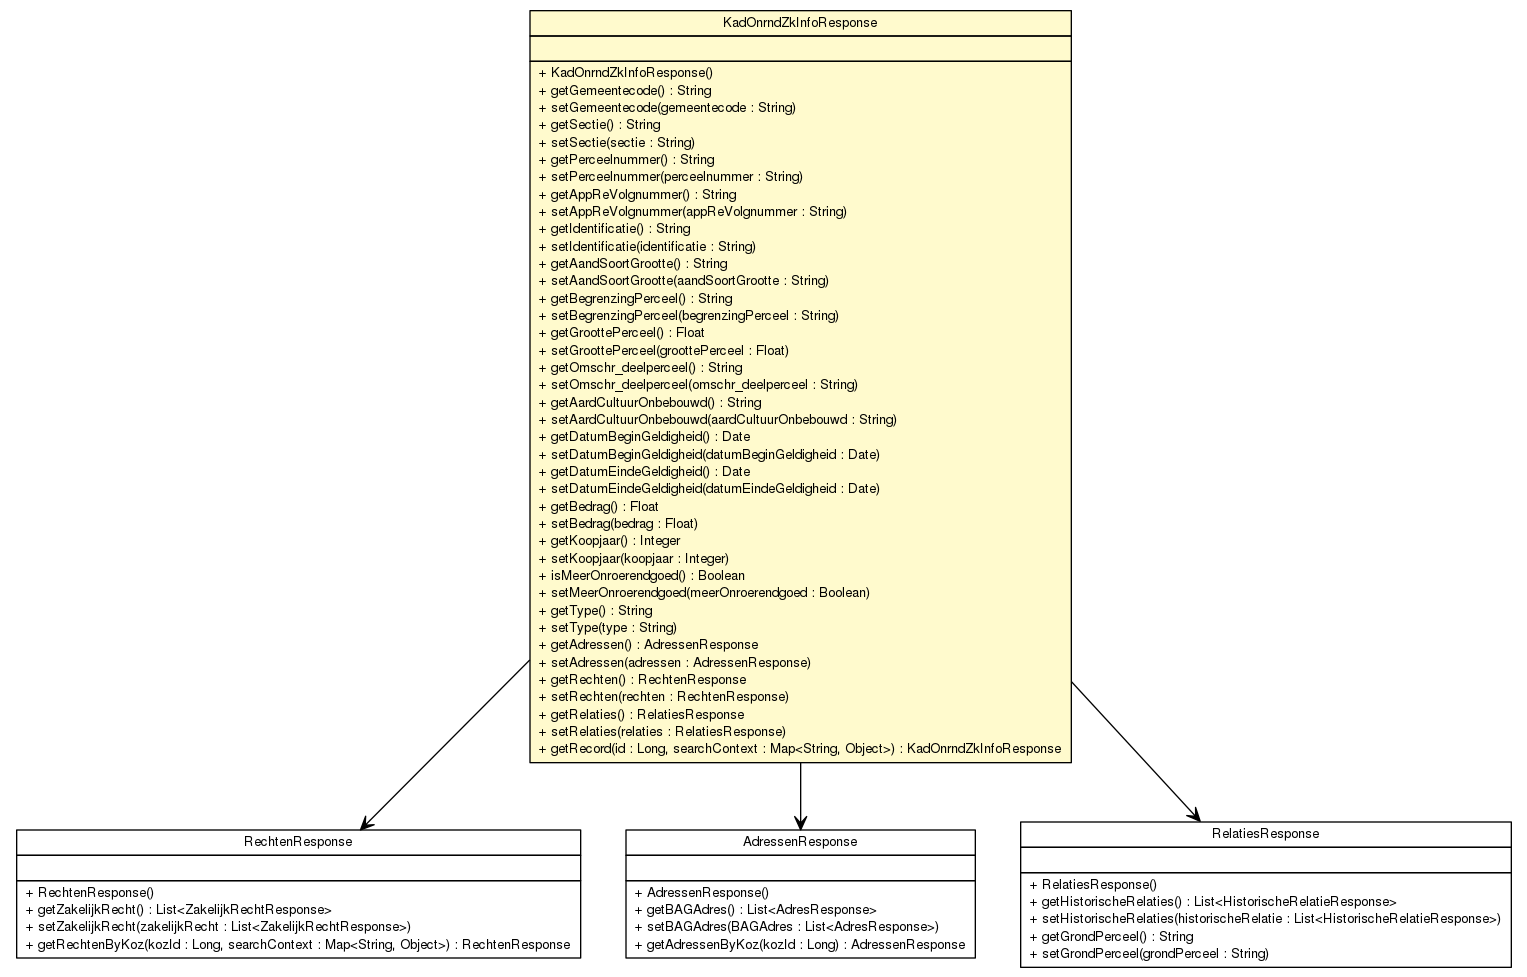 KadOnrndZkInfoResponse
+ KadOnrndZkInfoResponse()
+ getGemeentecode() : String
+ setGemeentecode(gemeentecode : String)
+ getSectie() : String
+ setSectie(sectie : String)
+ getPerceelnummer() : String
+ setPerceelnummer(perceelnummer : String)
+ getAppReVolgnummer() : String
+ setAppReVolgnummer(appReVolgnummer : String)
+ getIdentificatie() : String
+ setIdentificatie(identificatie : String)
+ getAandSoortGrootte() : String
+ setAandSoortGrootte(aandSoortGrootte : String)
+ getBegrenzingPerceel() : String
+ setBegrenzingPerceel(begrenzingPerceel : String)
+ getGroottePerceel() : Float
+ setGroottePerceel(groottePerceel : Float)
+ getOmschr_deelperceel() : String
+ setOmschr_deelperceel(omschr_deelperceel : String)
+ getAardCultuurOnbebouwd() : String
+ setAardCultuurOnbebouwd(aardCultuurOnbebouwd : String)
+ getDatumBeginGeldigheid() : Date
+ setDatumBeginGeldigheid(datumBeginGeldigheid : Date)
+ getDatumEindeGeldigheid() : Date
+ setDatumEindeGeldigheid(datumEindeGeldigheid : Date)
+ getBedrag() : Float
+ setBedrag(bedrag : Float)
+ getKoopjaar() : Integer
+ setKoopjaar(koopjaar : Integer)
+ isMeerOnroerendgoed() : Boolean
+ setMeerOnroerendgoed(meerOnroerendgoed : Boolean)
+ getType() : String
+ setType(type : String)
+ getAdressen() : AdressenResponse
+ setAdressen(adressen : AdressenResponse)
+ getRechten() : RechtenResponse
+ setRechten(rechten : RechtenResponse)
+ getRelaties() : RelatiesResponse
+ setRelaties(relaties : RelatiesResponse)
+ getRecord(id : Long, searchContext : Map<String, Object>) : KadOnrndZkInfoResponse
RechtenResponse
+ RechtenResponse()
+ getZakelijkRecht() : List<ZakelijkRechtResponse>
+ setZakelijkRecht(zakelijkRecht : List<ZakelijkRechtResponse>)
+ getRechtenByKoz(kozId : Long, searchContext : Map<String, Object>) : RechtenResponse
AdressenResponse
+ AdressenResponse()
+ getBAGAdres() : List<AdresResponse>
+ setBAGAdres(BAGAdres : List<AdresResponse>)
+ getAdressenByKoz(kozId : Long) : AdressenResponse
RelatiesResponse
+ RelatiesResponse()
+ getHistorischeRelaties() : List<HistorischeRelatieResponse>
+ setHistorischeRelaties(historischeRelatie : List<HistorischeRelatieResponse>)
+ getGrondPerceel() : String
+ setGrondPerceel(grondPerceel : String)